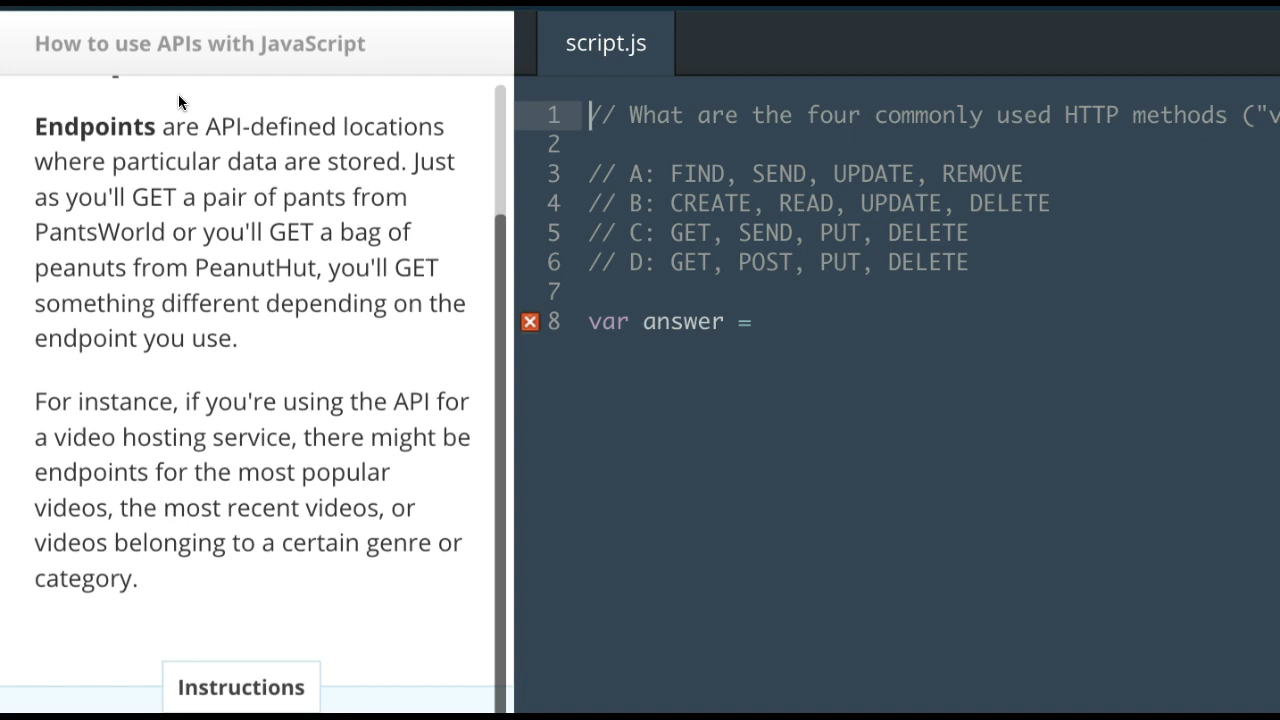 How to use APIs with JavaScript
Endpoints are API-defined locations
where particular data are stored. Just
as you'll GET a pair of pants from
PantsWorld or you'll GET a bag of
peanuts from PeanutHut, you'll GET
something different depending on the
endpoint you use.
For instance, if you're using the API for
a video hosting service, there might be
endpoints for the most popular
videos, the most recent videos, or
videos belonging to a certain genre or
category.
Instructions
script.js
1 // What are the four commonly used HTTP methods ("v
2
3 // A: FIND, SEND, UPDATE, REMOVE
4 // B: CREATE, READ, UPDATE, DELETE
5 // C: GET, SEND, PUT, DELETE
6 // D: GET, POST, PUT, DELETE
7
8 var answer =